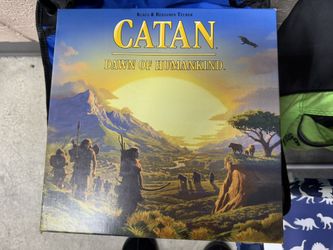 Klaus & Benjamin Teuber
CATAN
DAWN OF HUMANKIND.